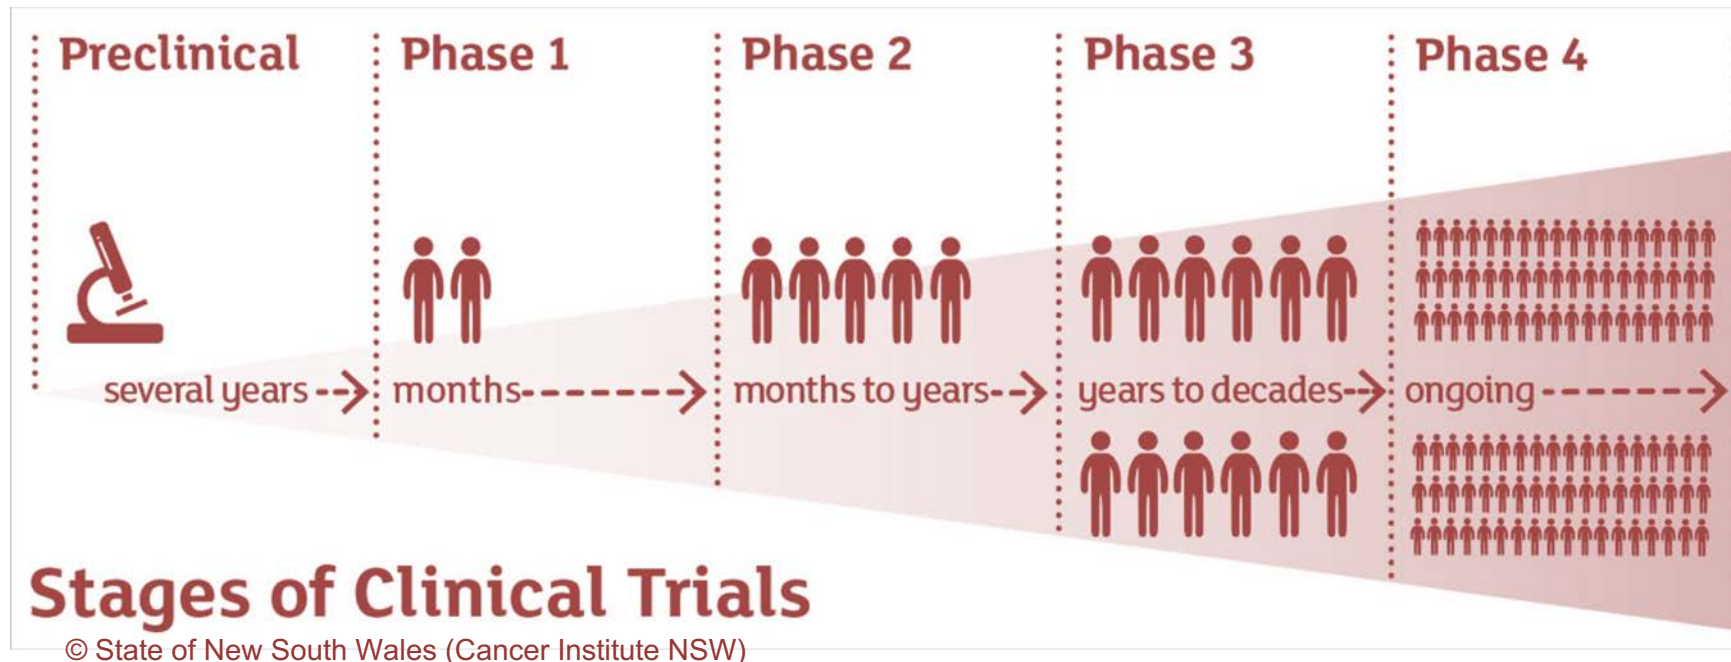 Preclinical
Phase 1
Phase 2
Phase 3
Phase 4
several years
months
months to years
years to decades
ongoing
Stages of Clinical Trials
© State of New South Wales (Cancer Institute NSW)